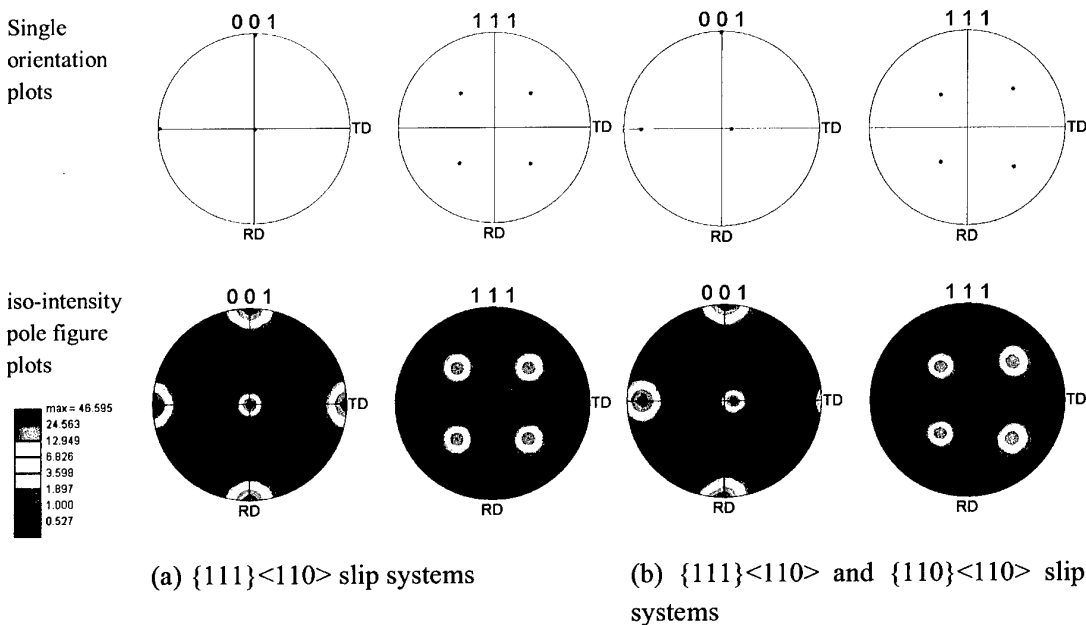 Single
orientation
plots
0 0 1
TD
RD
1 1 1
TD
RD
0 0 1
TD
RD
1 1 1
TD
RD
iso-intensity
pole figure
plots
max = 46.595
24.563
12.949
6.826
3.598
1.897
1.000
0.527
0 0 1
TD
RD
1 1 1
TD
RD
0 0 1
TD
RD
1 1 1
TD
RD
(a) {111}<110> slip systems
(b) {111}<110> and {110}<110> slip
systems